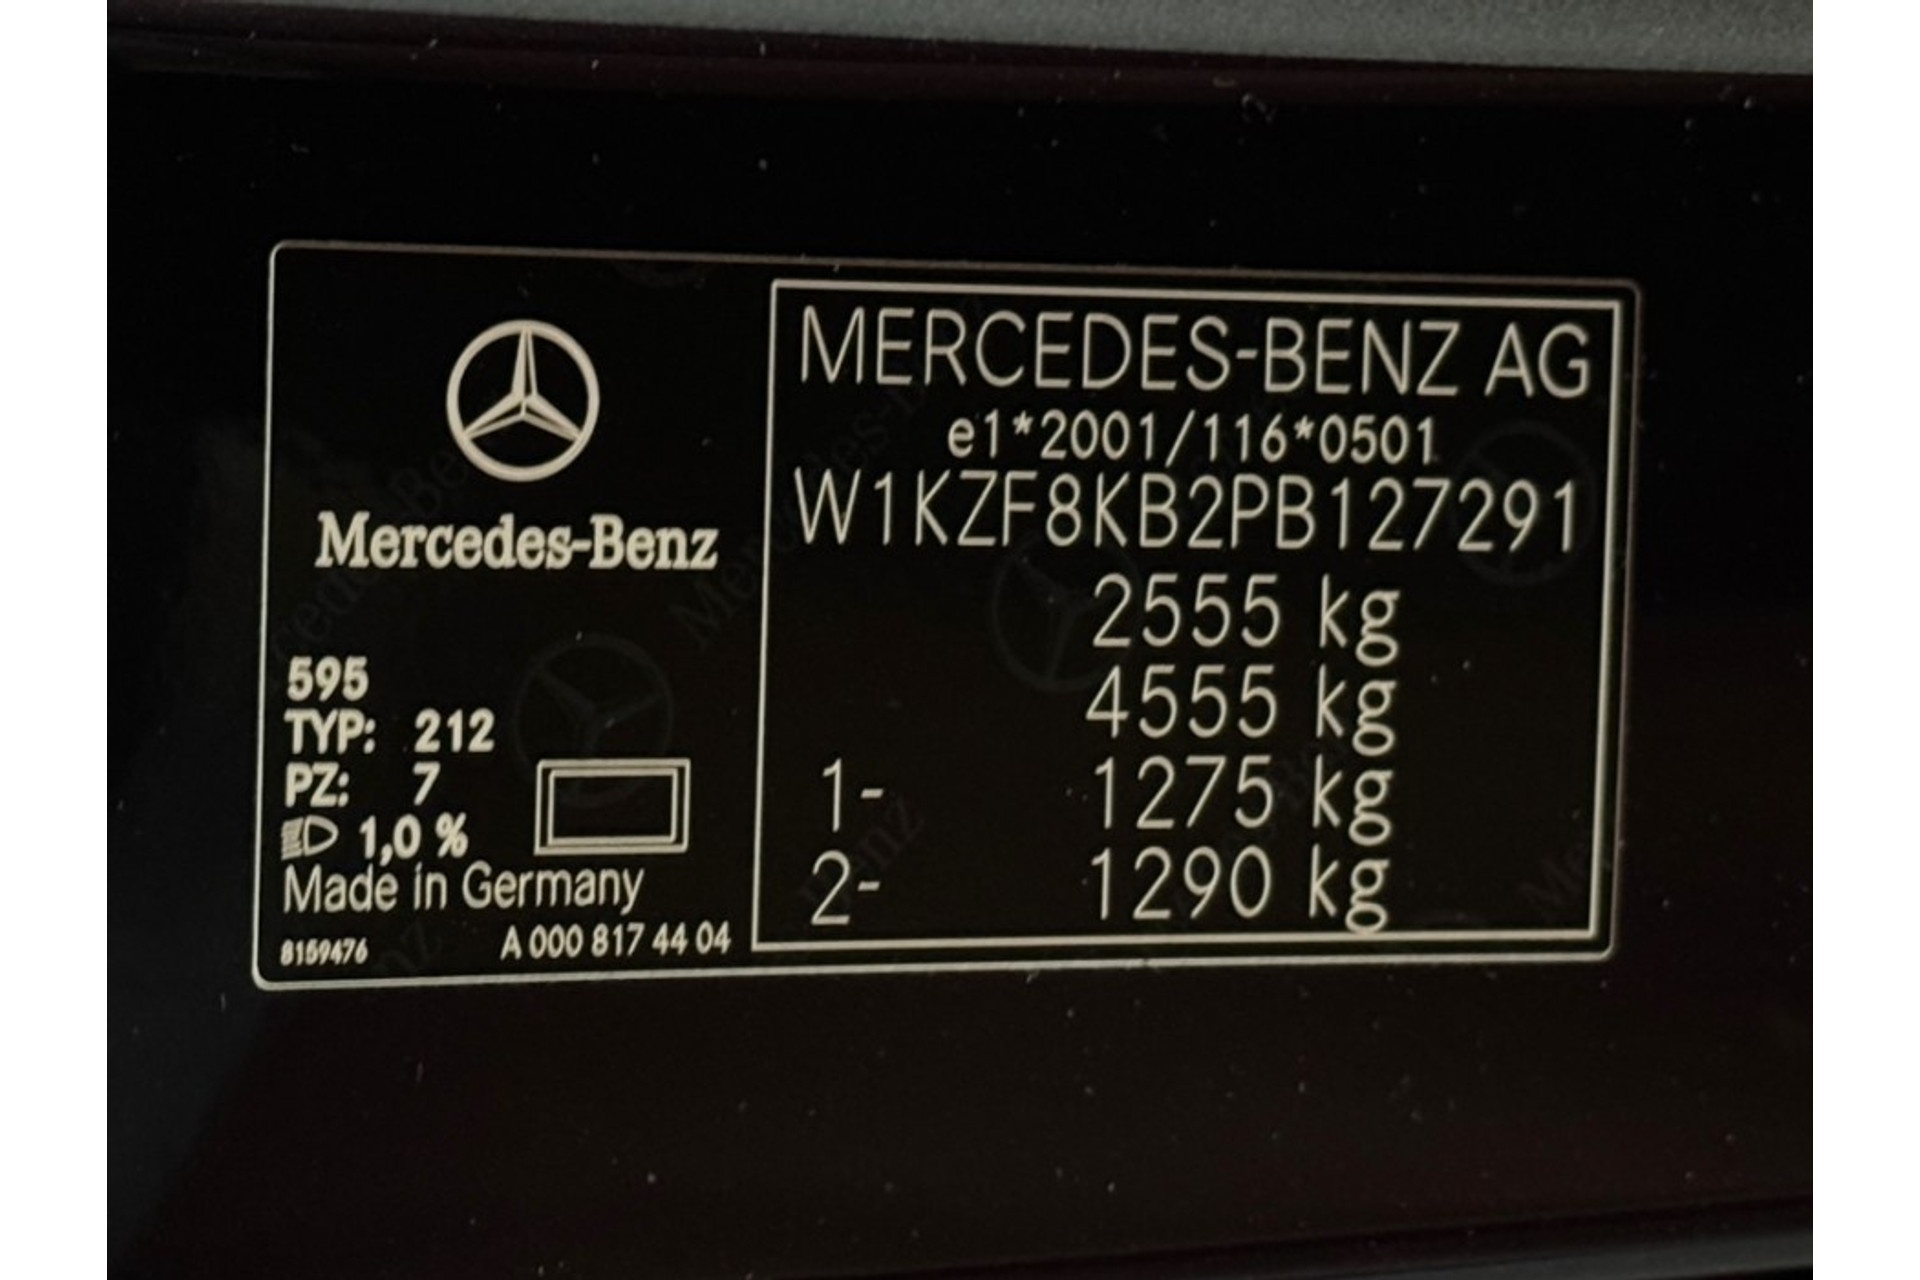 Mercedes-Benz
595
TYP: 212
PZ: 7
1,0 %
Made in Germany
8159476 A 000 817 44 04
MERCEDES-BENZ AG
e1*2001/116*0501
W1KZF8KB2PB127291
2555 kg
4555 kg
1- 1275 kg
2- 1290 kg